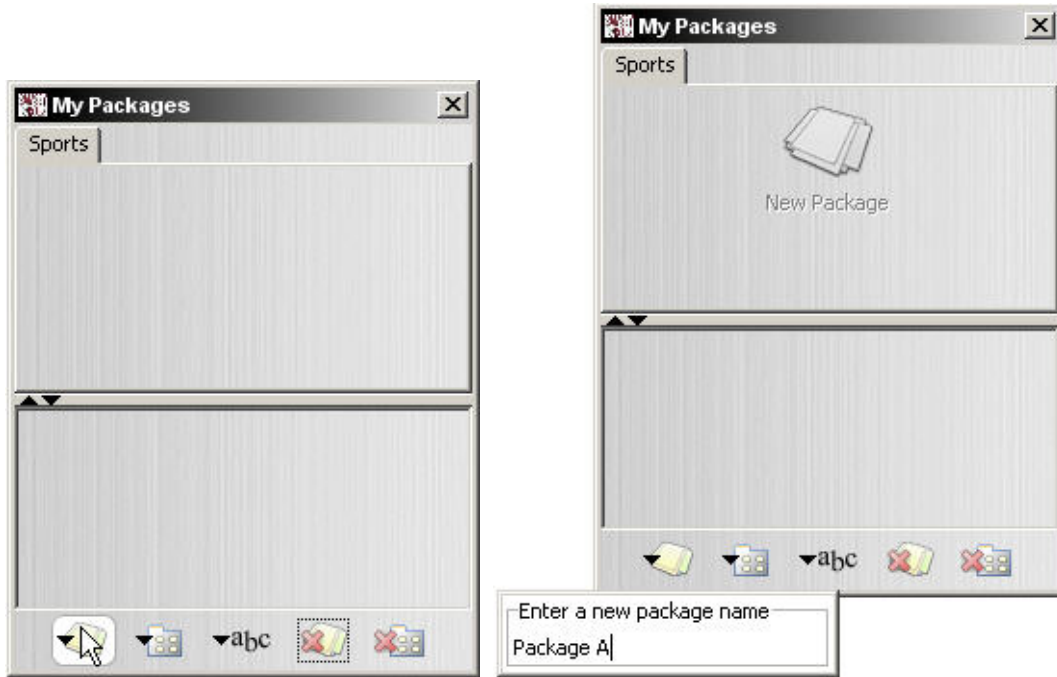 My Packages
Sports
abc
My Packages
Sports
New Package
abc
Enter a new package name
Package A